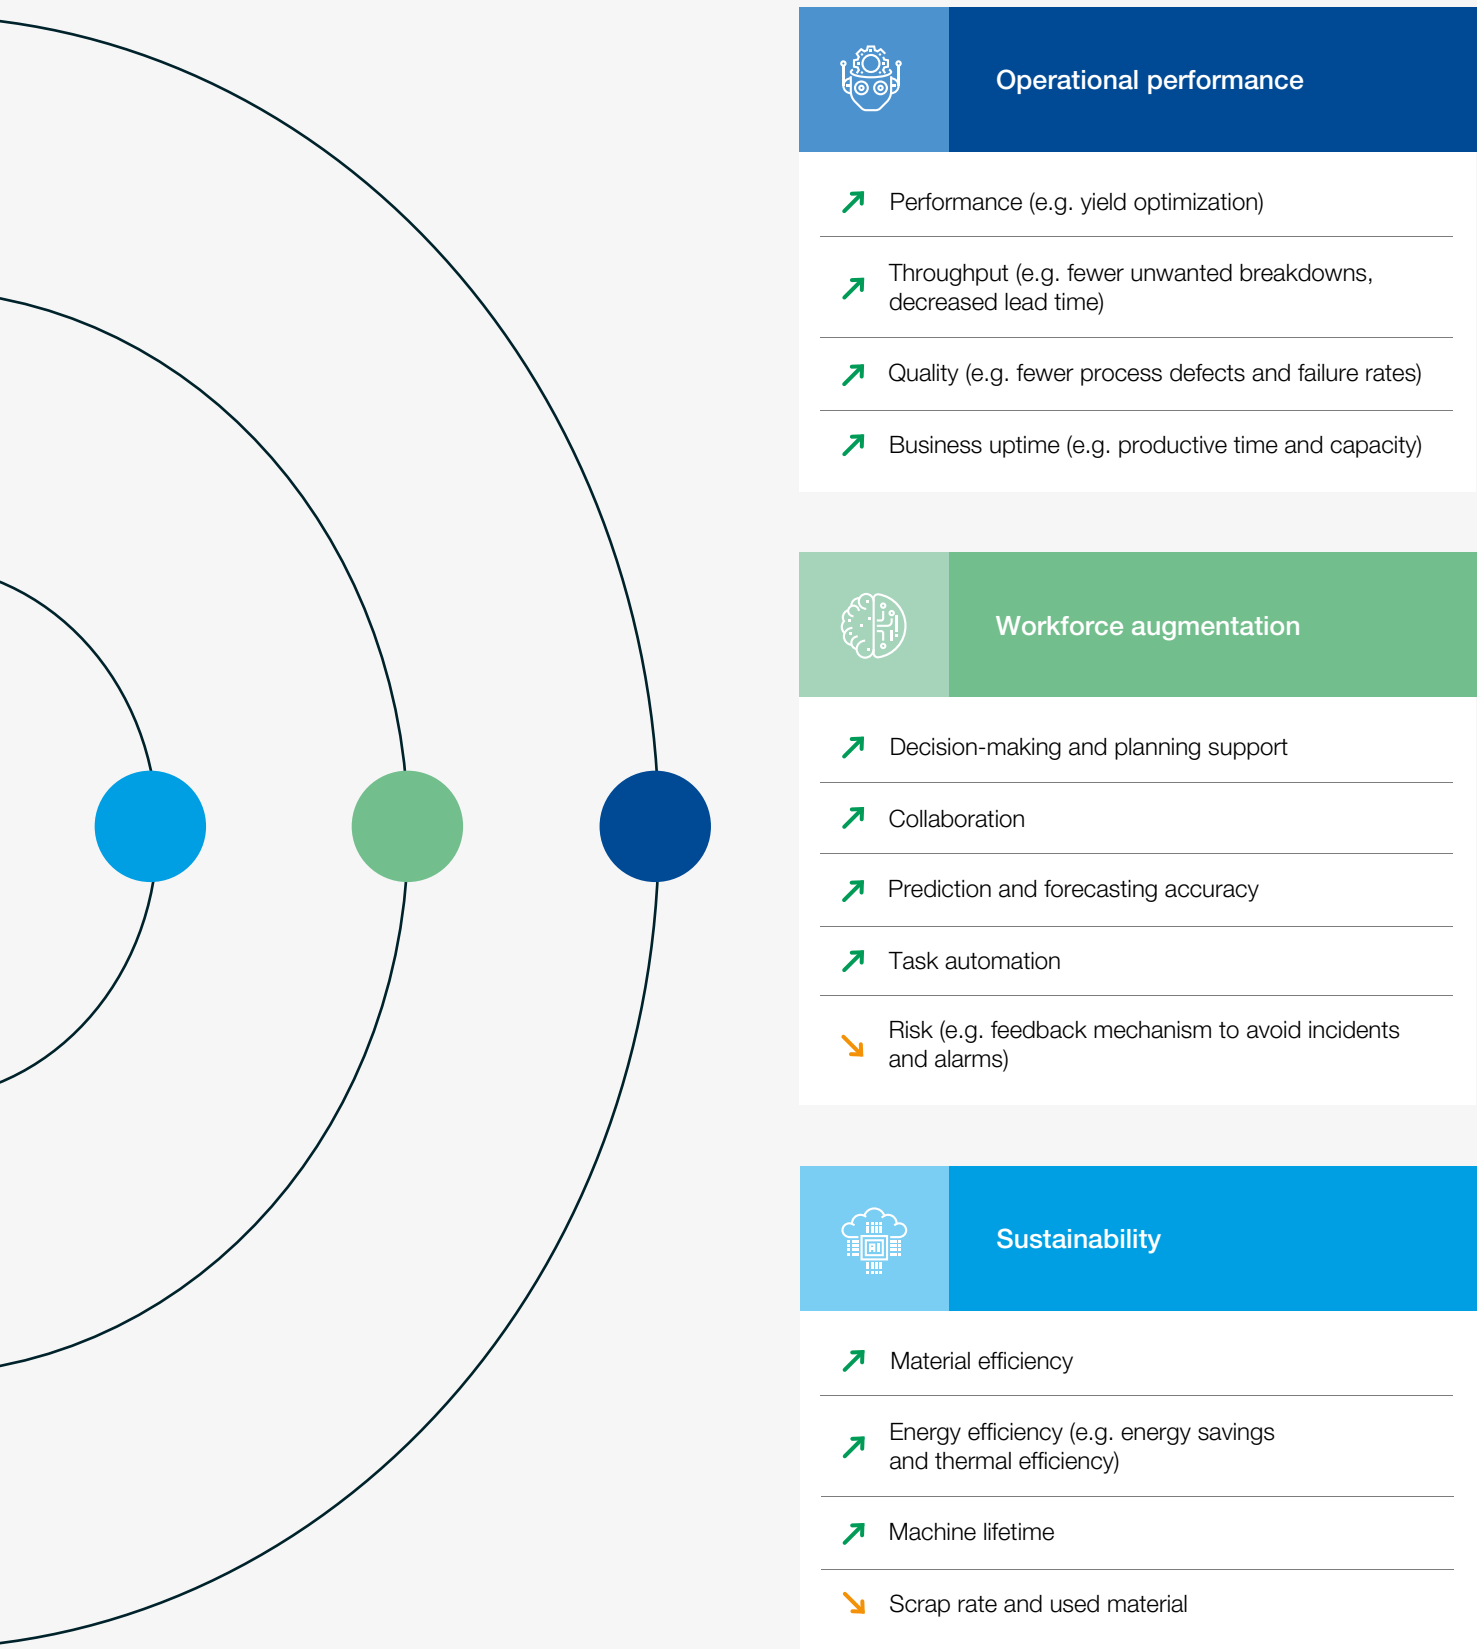 Operational performance
Performance (e.g. yield optimization)
Throughput (e.g. fewer unwanted breakdowns,
decreased lead time)
Quality (e.g. fewer process defects and failure rates)
Business uptime (e.g. productive time and capacity)
Workforce augmentation
Decision-making and planning support
Collaboration
Prediction and forecasting accuracy
Task automation
Risk (e.g. feedback mechanism to avoid incidents
and alarms)
AI
Sustainability
Material efficiency
Energy efficiency (e.g. energy savings
and thermal efficiency)
Machine lifetime
Scrap rate and used material